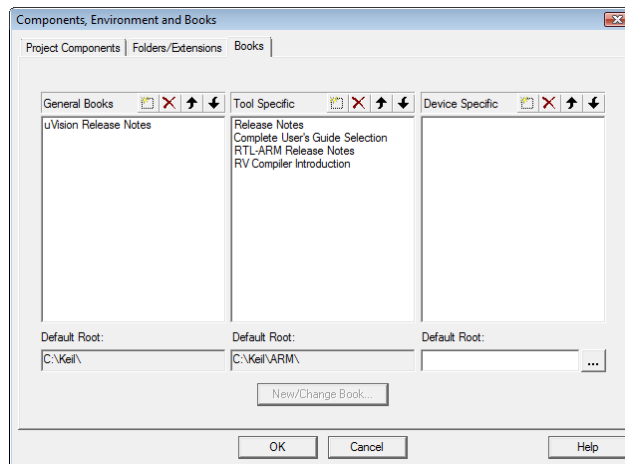 Components, Environment and Books
Project Components Folders/Extensions Books
General Books Tool Specific Device Specific
uVision Release Notes
Release Notes
Complete User's Guide Selection
RTL-ARM Release Notes
RV Compiler Introduction
Default Root: Default Root: Default Root:
C:\Keil\ C:\Keil\ARM\ ...
New/Change Book...
OK Cancel Help